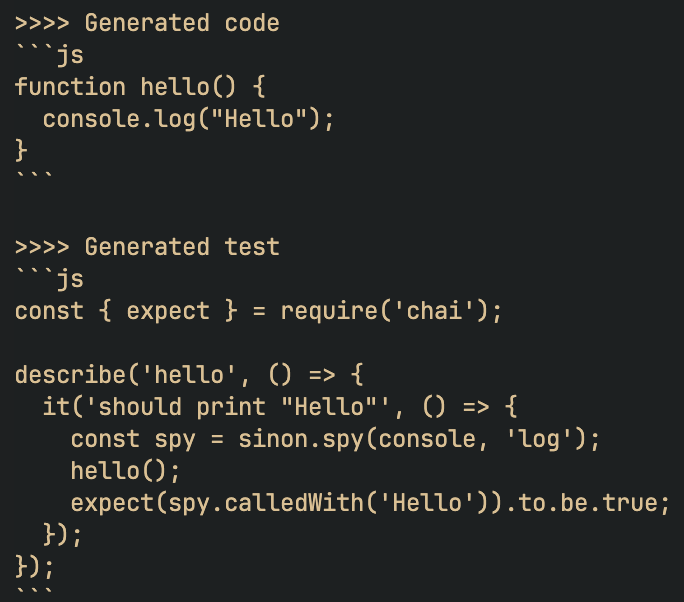 >>>> Generated code
```js
function hello() {
  console.log("Hello");
}
```

>>>> Generated test
```js
const { expect } = require('chai');

describe('hello', () => {
  it('should print "Hello"', () => {
    const spy = sinon.spy(console, 'log');
    hello();
    expect(spy.calledWith('Hello')).to.be.true;
  });
});
```